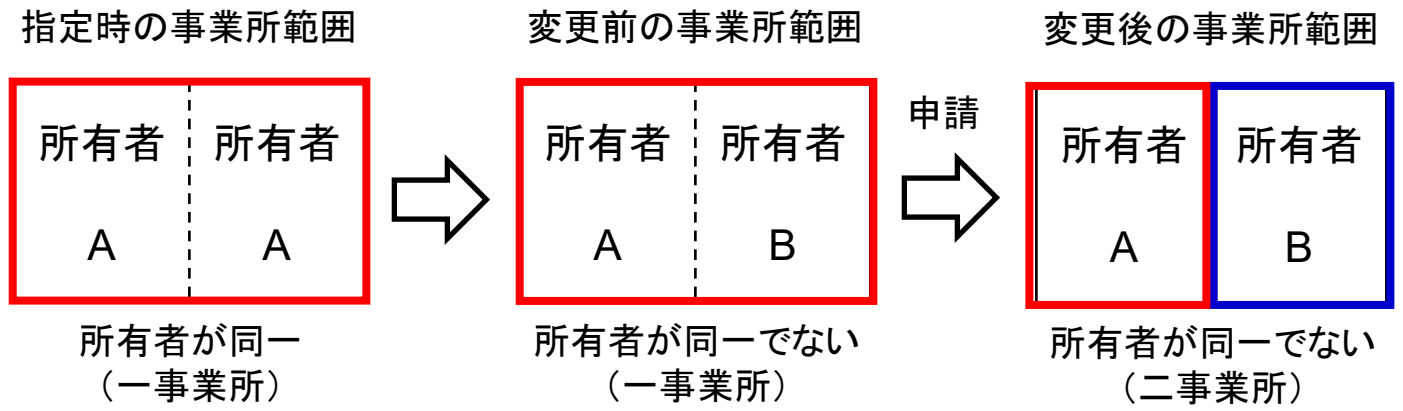 指定時の事業所範囲
所有者 所有者
A A
所有者が同一
（一事業所）
変更前の事業所範囲
所有者 所有者
A B
所有者が同一でない
（一事業所）
申請
変更後の事業所範囲
所有者 所有者
A B
所有者が同一でない
（二事業所）